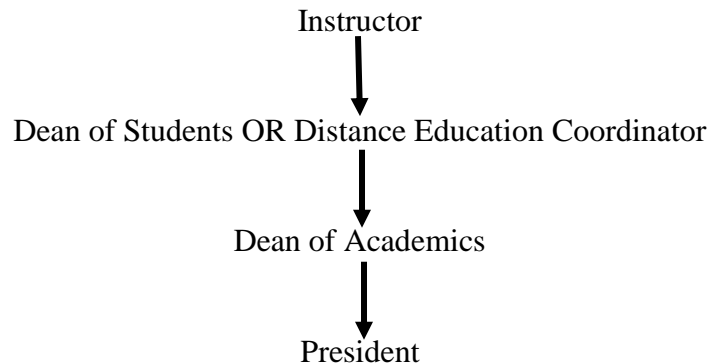 Instructor
Dean of Students OR Distance Education Coordinator
Dean of Academics
President